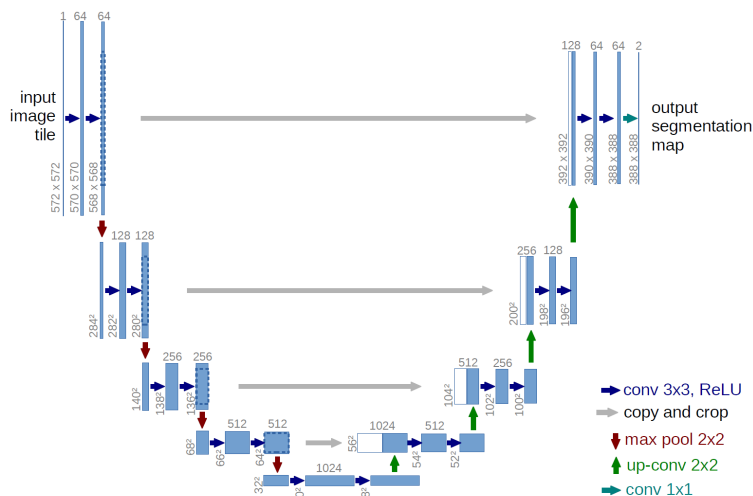 1 64 64
128 64 64 2
input
image
tile
output
segmentation
map
572 x 572
570 x 570
568 x 568
392 x 392
390 x 390
388 x 388
388 x 388
128 128
256 128
284²
282²
280²
200²
198²
196²
256 256
512 256
140²
138²
136²
104²
102²
100²
512 512
1024 512
68²
66²
64²
56²
54²
52²
1024
32²
conv 3x3, ReLU
copy and crop
max pool 2x2
up-conv 2x2
conv 1x1